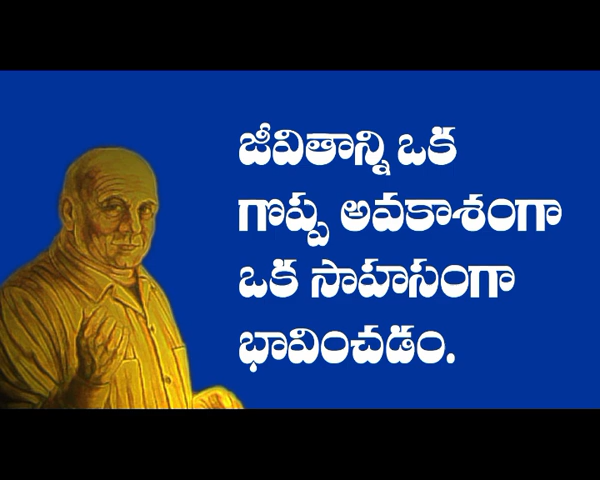 జీవితాన్ని ఒక
గొప్ప అవకాశంగా
ఒక సాహసంగా
భావించడం.